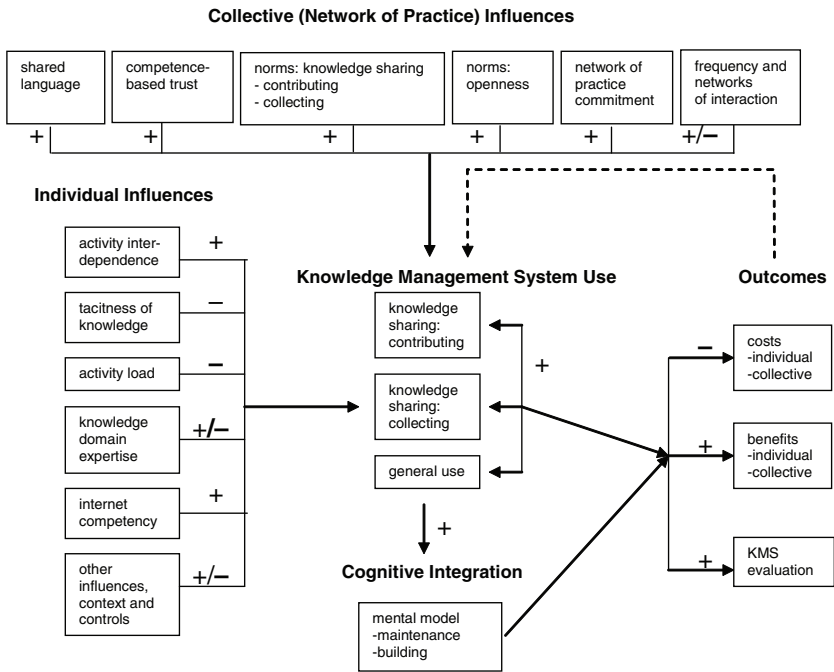 Collective (Network of Practice) Influences
shared
language
competence-
based trust
norms: knowledge sharing
- contributing
- collecting
norms:
openness
network of
practice
commitment
frequency and
networks
of interaction
+
+
+
+
+
+/–
Individual Influences
activity inter-
dependence
+
tacitness of
knowledge
–
activity load
–
knowledge
domain
expertise
+/–
internet
competency
+
other
influences,
context and
controls
+/–
Knowledge Management System Use
knowledge
sharing:
contributing
knowledge
sharing:
collecting
general use
+
+
Cognitive Integration
mental model
-maintenance
-building
Outcomes
–
costs
-individual
-collective
+
benefits
-individual
-collective
+
KMS
evaluation